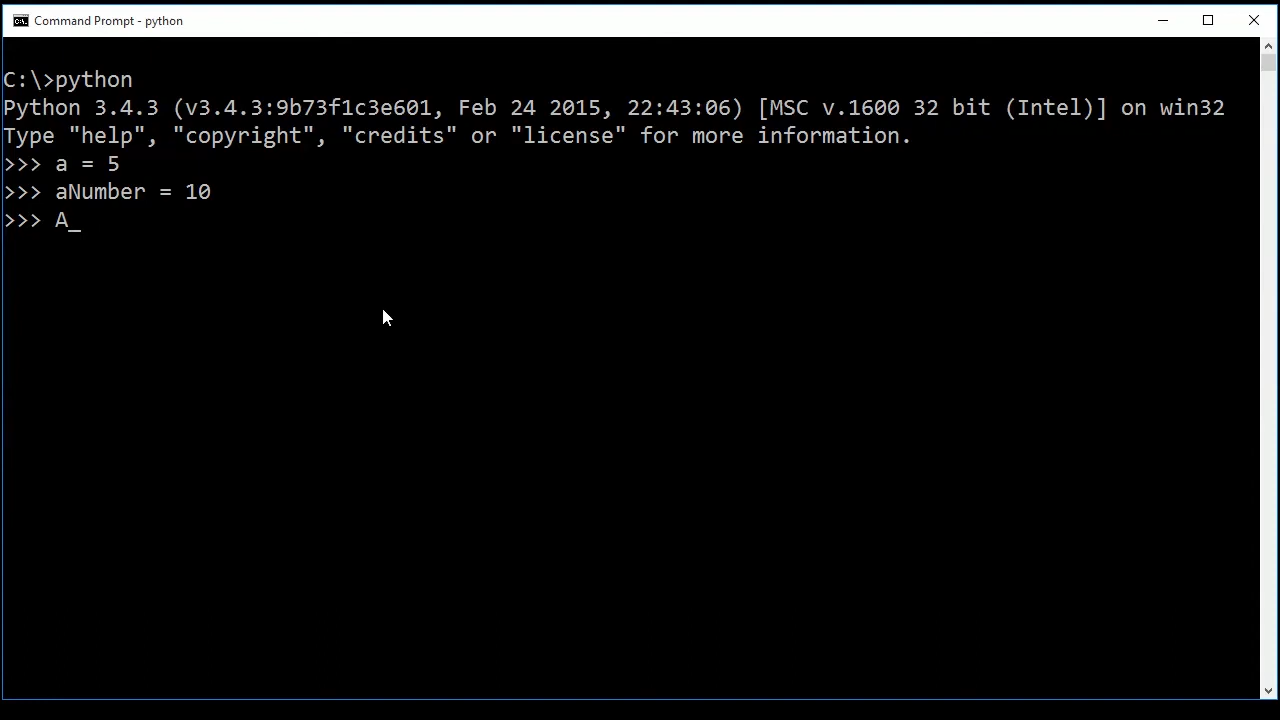 Command Prompt - python
C:\>python
Python 3.4.3 (v3.4.3:9b73f1c3e601, Feb 24 2015, 22:43:06) [MSC v.1600 32 bit (Intel)] on win32
Type "help", "copyright", "credits" or "license" for more information.
>>> a = 5
>>> aNumber = 10
>>> A_